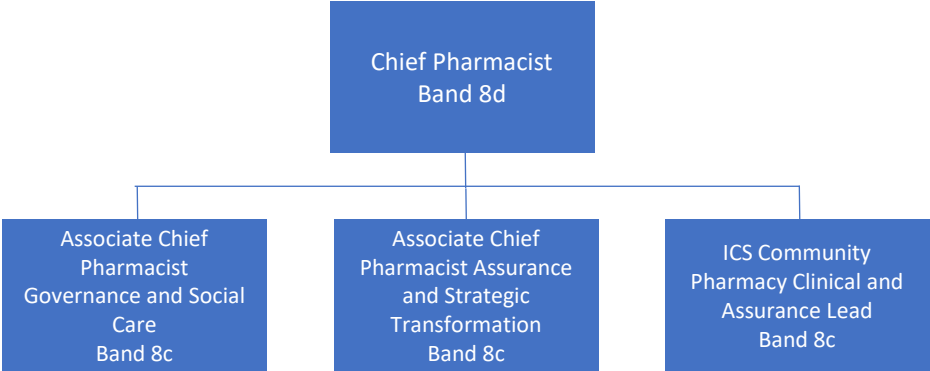 Chief Pharmacist
Band 8d
Associate Chief
Pharmacist
Governance and Social
Care
Band 8c
Associate Chief
Pharmacist Assurance
and Strategic
Transformation
Band 8c
ICS Community
Pharmacy Clinical and
Assurance Lead
Band 8c